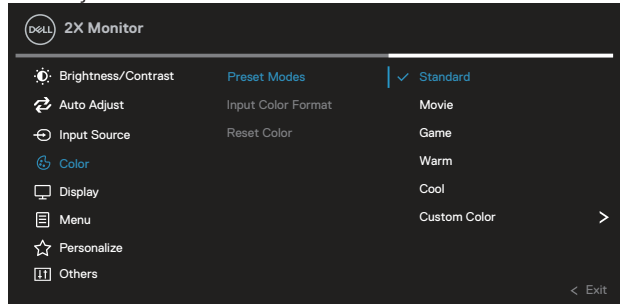 DELL 2X Monitor
Brightness/Contrast Preset Modes Standard
Auto Adjust Input Color Format Movie
Input Source Reset Color Game
Color Warm
Display Cool
Menu Custom Color >
Personalize
Others
< Exit